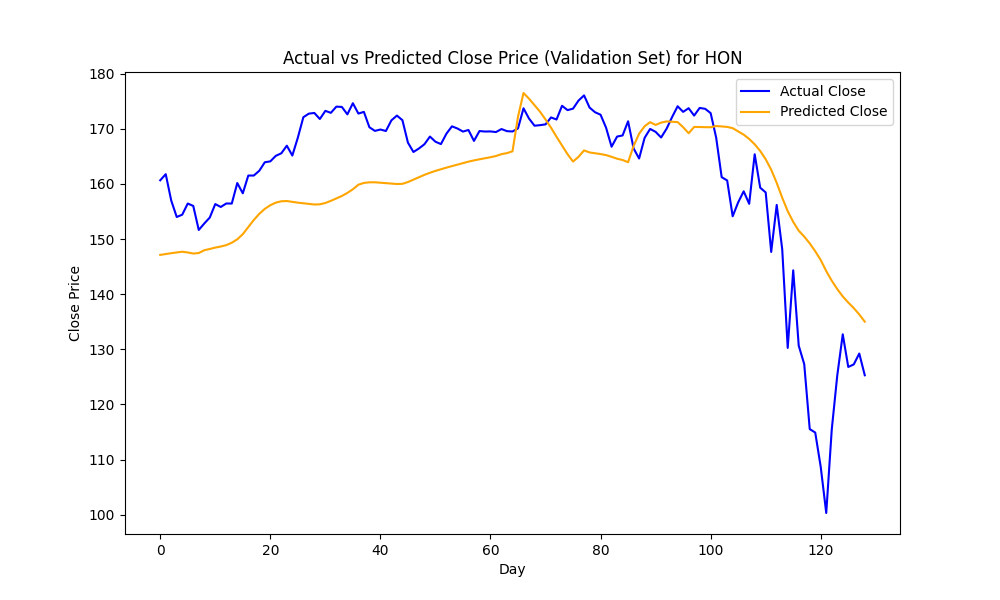 Actual vs Predicted Close Price (Validation Set) for HON
Actual Close
Predicted Close
Close Price
180
170
160
150
140
130
120
110
100
0 20 40 60 80 100 120
Day